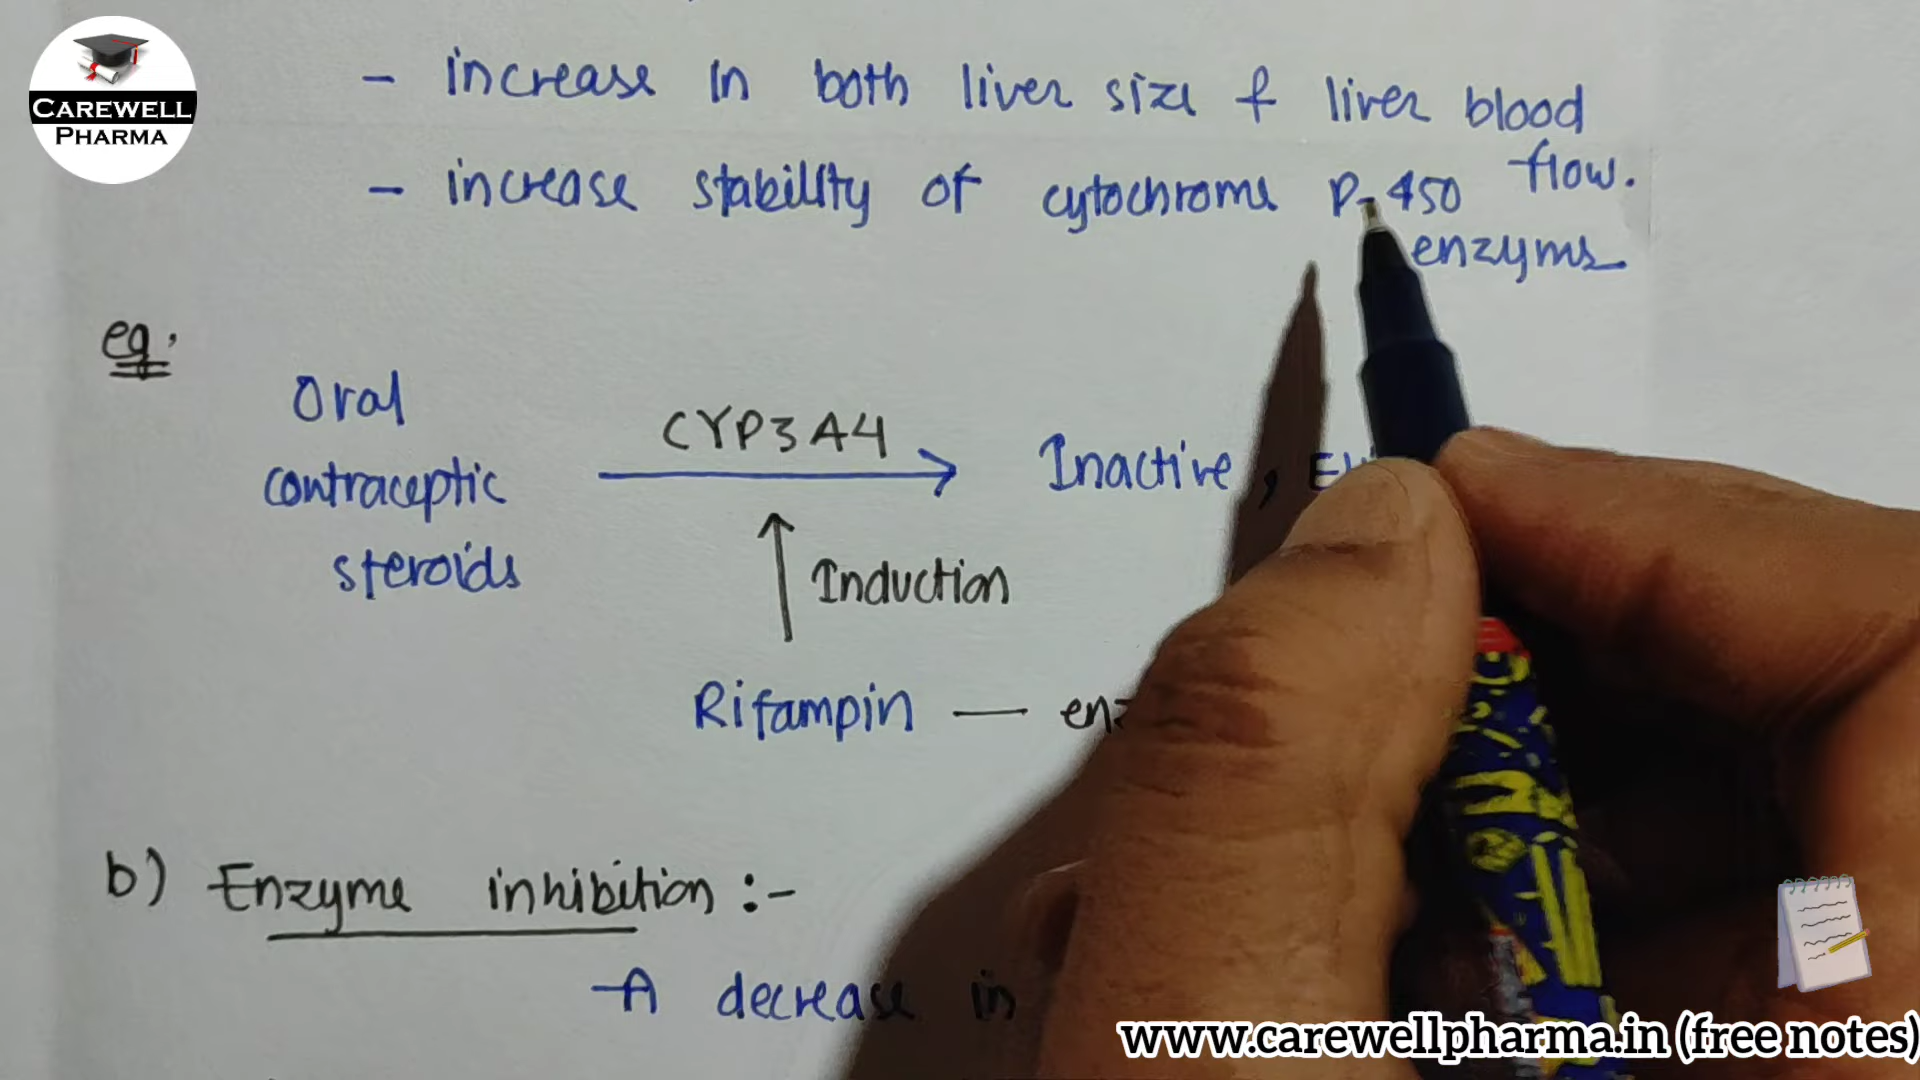 CAREWELL
PHARMA
- increase in both liver size & liver blood flow.
- increase stability of cytochrome P-450 enzyms
eg.
Oral contraceptic steroids
CYP3A4
Inactive,
Induction
Rifampin —
b) Enzyme inhibition :-
A decrease in
www.carewellpharma.in (free notes)